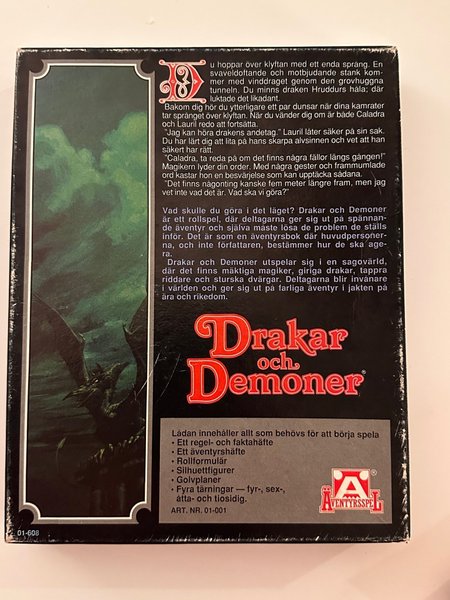 Du hoppar över klyftan med ett enda språng. En
svaveldoftande och motbjudande stank kom-
mer med vinddraget genom den grovhuggna
tunneln. Du minns draken Hruddurs håla; där
luktade det likadant.
Bakom dig hör du ytterligare ett par dunsar när dina kamrater
tar språnget över klyftan. När du vänder dig om är både Caladra
och Lauril redo att fortsätta.
"Jag kan höra drakens andetag." Lauril låter säker på sin sak.
Du har lärt dig att lita på hans skarpa alvsinnen och vet att han
säkert har rätt.
"Caladra, ta reda på om det finns några fällor längs gången!"
Magikern lyder din order. Med några gester och frammumlade
ord kastar hon en besvärjelse som kan upptäcka sådana.
"Det finns någonting kanske fem meter längre fram, men jag
vet inte vad det är. Vad ska vi göra?"
Vad skulle du göra i det läget? Drakar och Demoner
är ett rollspel, där deltagarna ger sig ut på spännan-
de äventyr och själva måste lösa de problem de ställs
inför. Det är som en äventyrsbok där huvudpersoner-
na, och inte författaren, bestämmer hur de ska age-
ra.
Drakar och Demoner utspelar sig i en sagovärld,
där det finns mäktiga magiker, giriga drakar, tappra
riddare och sturska dvärgar. Deltagarna blir invånare
i världen och ger sig ut på farliga äventyr i jakten på
ära och rikedom.
Drakar
och
Demoner®
Lådan innehåller allt som behövs för att börja spela
• Ett regel- och faktahäfte
• Ett äventyrshäfte
• Rollformulär
• Silhuettfigurer
• Golvplaner
• Fyra tärningar — fyr-, sex-,
åtta- och tiosidig.
ART. NR. 01-001
A®
ÄVENTYRSSPEL
01-608